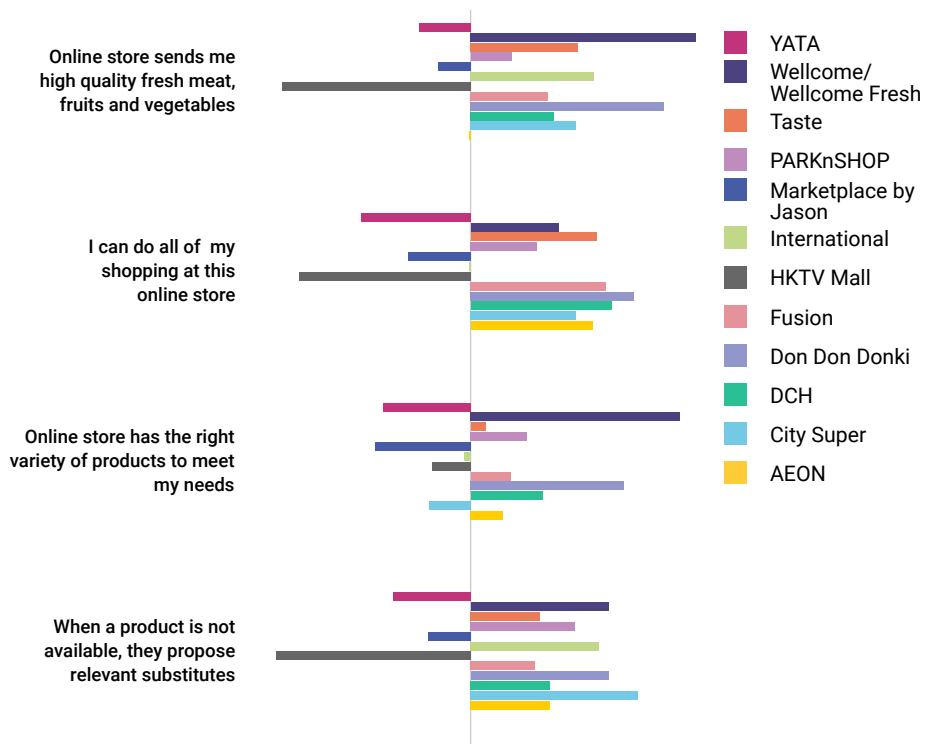 Online store sends me
high quality fresh meat,
fruits and vegetables
I can do all of my
shopping at this
online store
Online store has the right
variety of products to meet
my needs
When a product is not
available, they propose
relevant substitutes
YATA
Wellcome/
Wellcome Fresh
Taste
PARKnSHOP
Marketplace by
Jason
International
HKTV Mall
Fusion
Don Don Donki
DCH
City Super
AEON